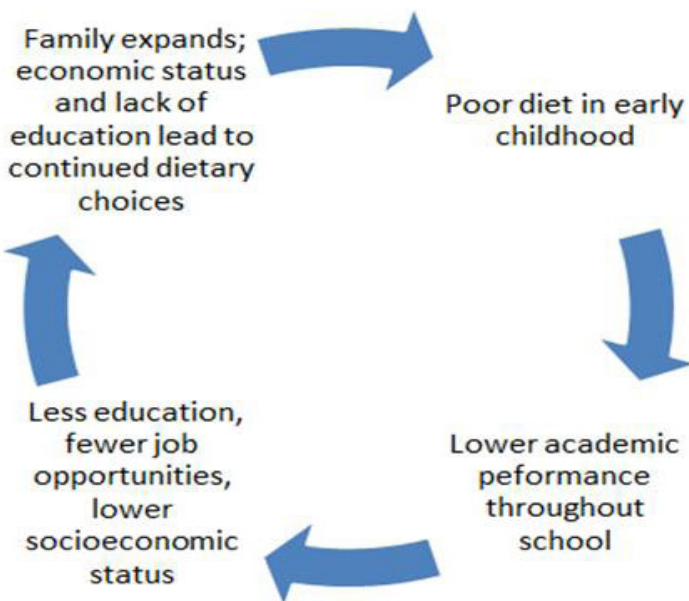 Family expands;
economic status
and lack of
education lead to
continued dietary
choices
Poor diet in early
childhood
Lower academic
peformance
throughout
school
Less education,
fewer job
opportunities,
lower
socioeconomic
status